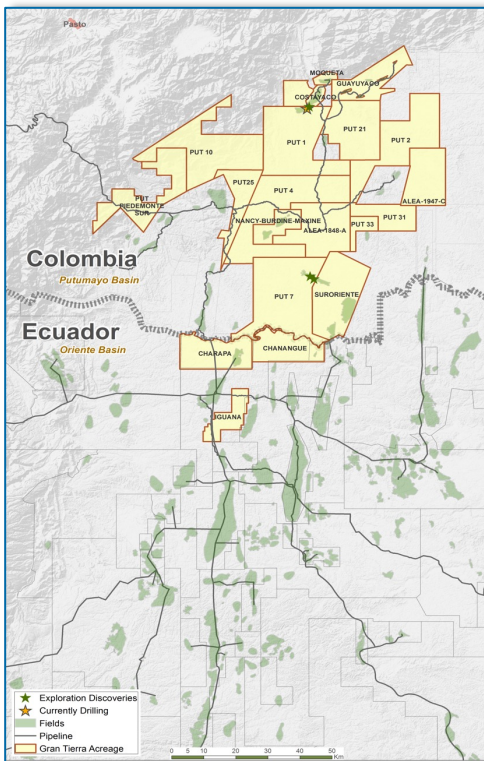 Pasto
MOQUETA
GUAYUYACO
COSTAYACO
PUT 1
PUT 21
PUT 2
PUT 10
PUT25
PUT 4
ALEA-1947-C
PUT
PIEDEMONTE
SUR
NANCY-BURDINE-MAXINE
ALEA-1848-A
PUT 33
PUT 31
Colombia
Putumayo Basin
PUT 7
SURORIENTE
Ecuador
Oriente Basin
CHARAPA
CHANANGUE
IGUANA
Exploration Discoveries
Currently Drilling
Fields
Pipeline
Gran Tierra Acreage
0 5 10 20 30 40 50
Km